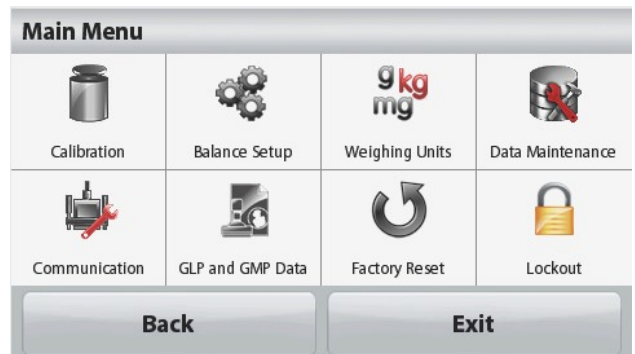 Main Menu
g kg
mg
Calibration
Balance Setup
Weighing Units
Data Maintenance
Communication
GLP and GMP Data
Factory Reset
Lockout
Back
Exit